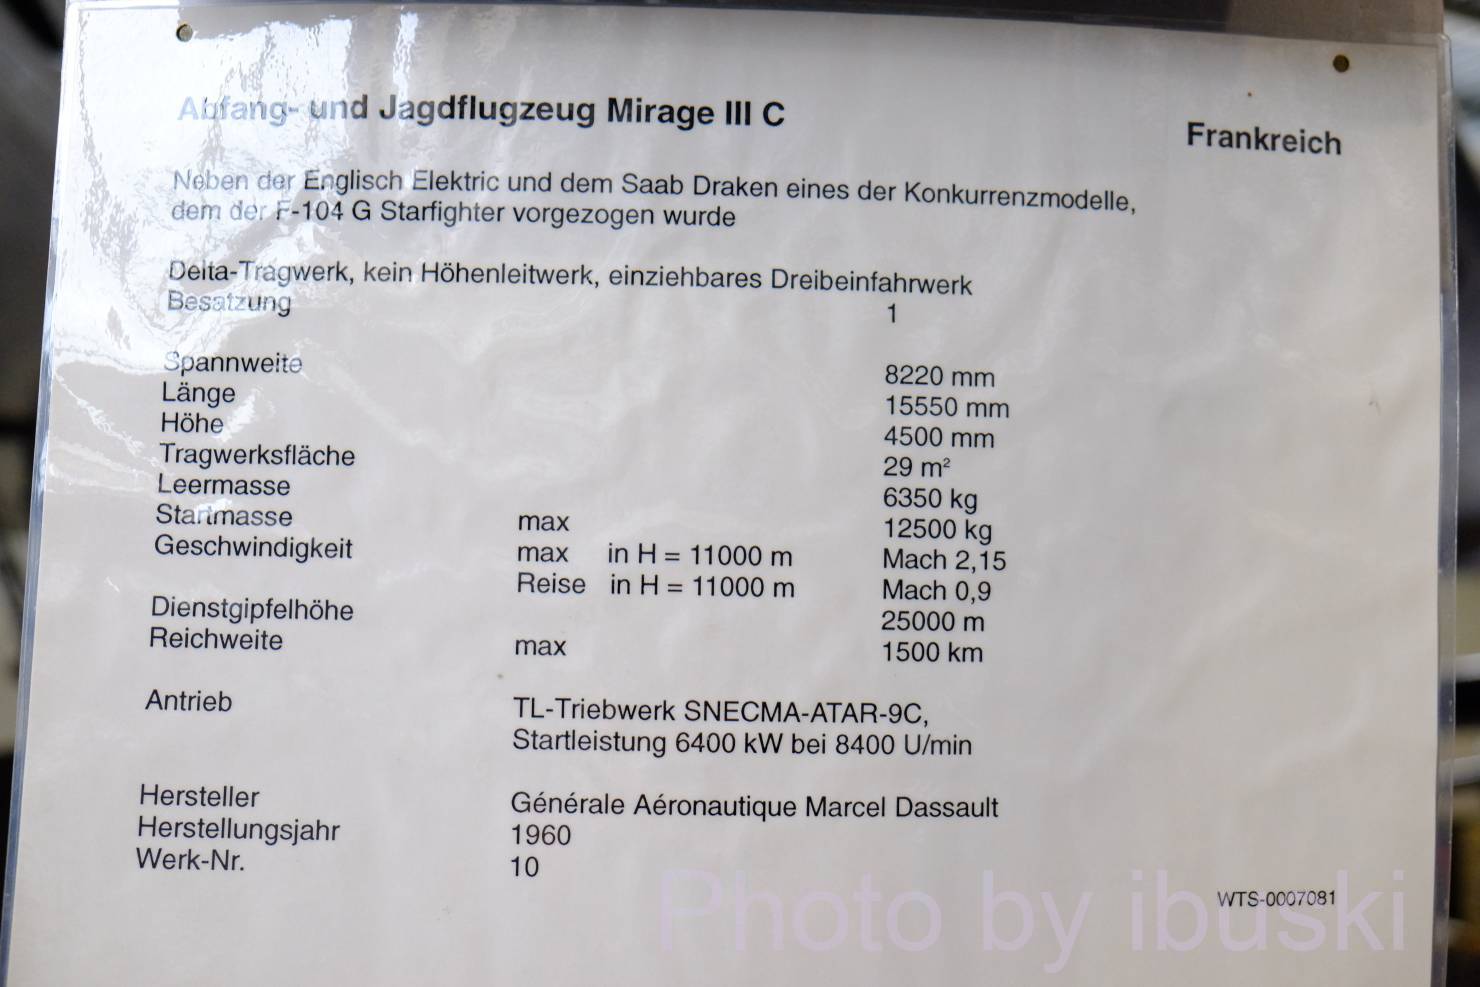 Abfang- und Jagdflugzeug Mirage III C
Frankreich
Neben der Englisch Elektric und dem Saab Draken eines der Konkurrenzmodelle,
dem der F-104 G Starfighter vorgezogen wurde
Delta-Tragwerk, kein Höhenleitwerk, einziehbares Dreibeinfahrwerk
Besatzung 1
Spannweite 8220 mm
Länge 15550 mm
Höhe 4500 mm
Tragwerksfläche 29 m²
Leermasse 6350 kg
Startmasse max 12500 kg
Geschwindigkeit max in H = 11000 m Mach 2,15
Reise in H = 11000 m Mach 0,9
Dienstgipfelhöhe 25000 m
Reichweite max 1500 km
Antrieb TL-Triebwerk SNECMA-ATAR-9C,
Startleistung 6400 kW bei 8400 U/min
Hersteller Générale Aéronautique Marcel Dassault
Herstellungsjahr 1960
Werk-Nr. 10
WTS-0007081
Photo by ibuski